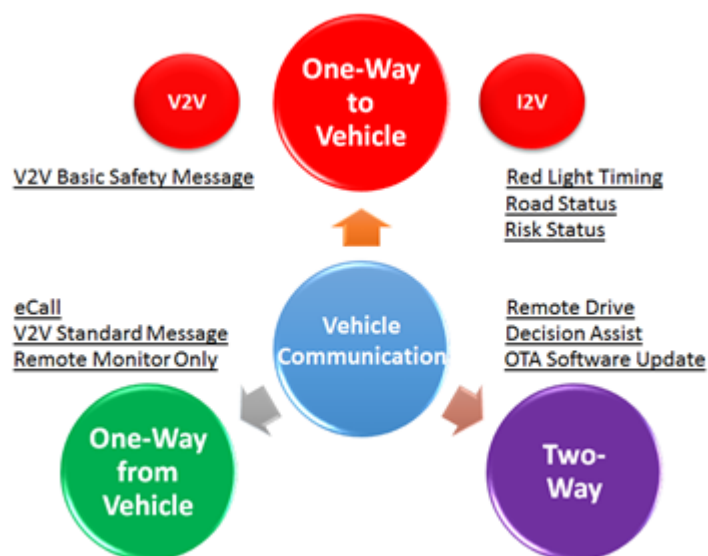 V2V
One-Way
to
Vehicle
I2V
V2V Basic Safety Message
Red Light Timing
Road Status
Risk Status
eCall
V2V Standard Message
Remote Monitor Only
Vehicle
Communication
Remote Drive
Decision Assist
OTA Software Update
One-Way
from
Vehicle
Two-
Way